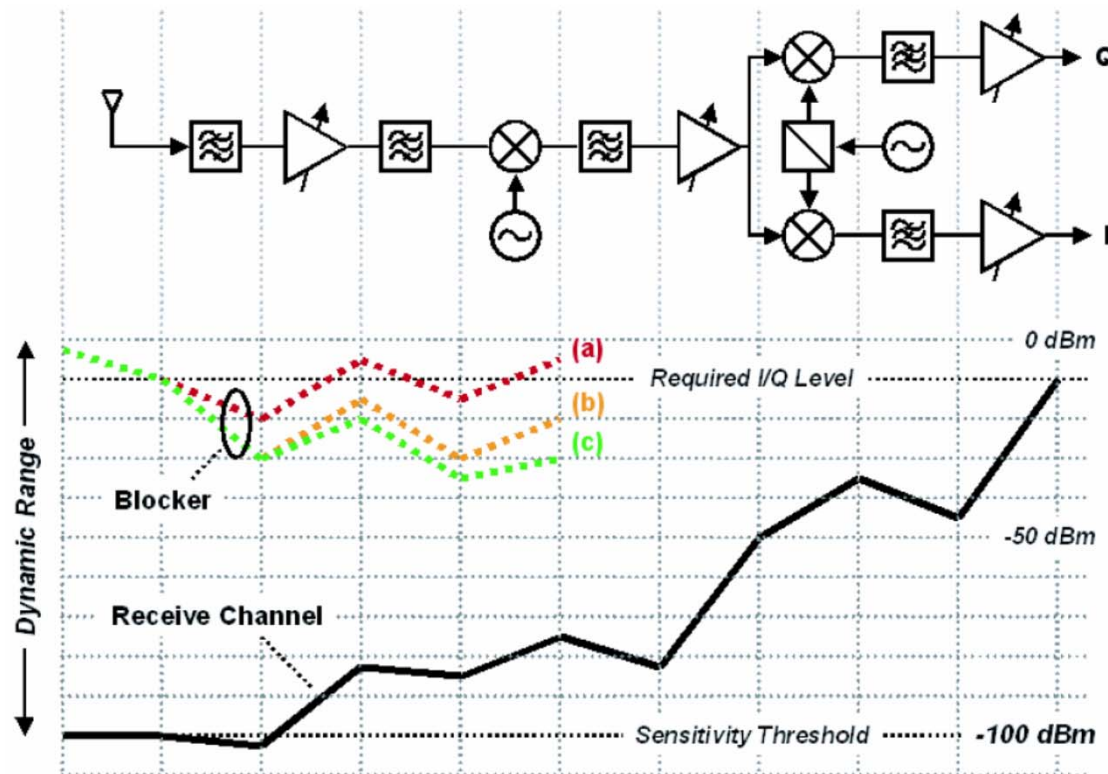 Q
I
0 dBm
(a)
Required I/Q Level
(b)
(c)
Blocker
Dynamic Range
-50 dBm
Receive Channel
Sensitivity Threshold
-100 dBm